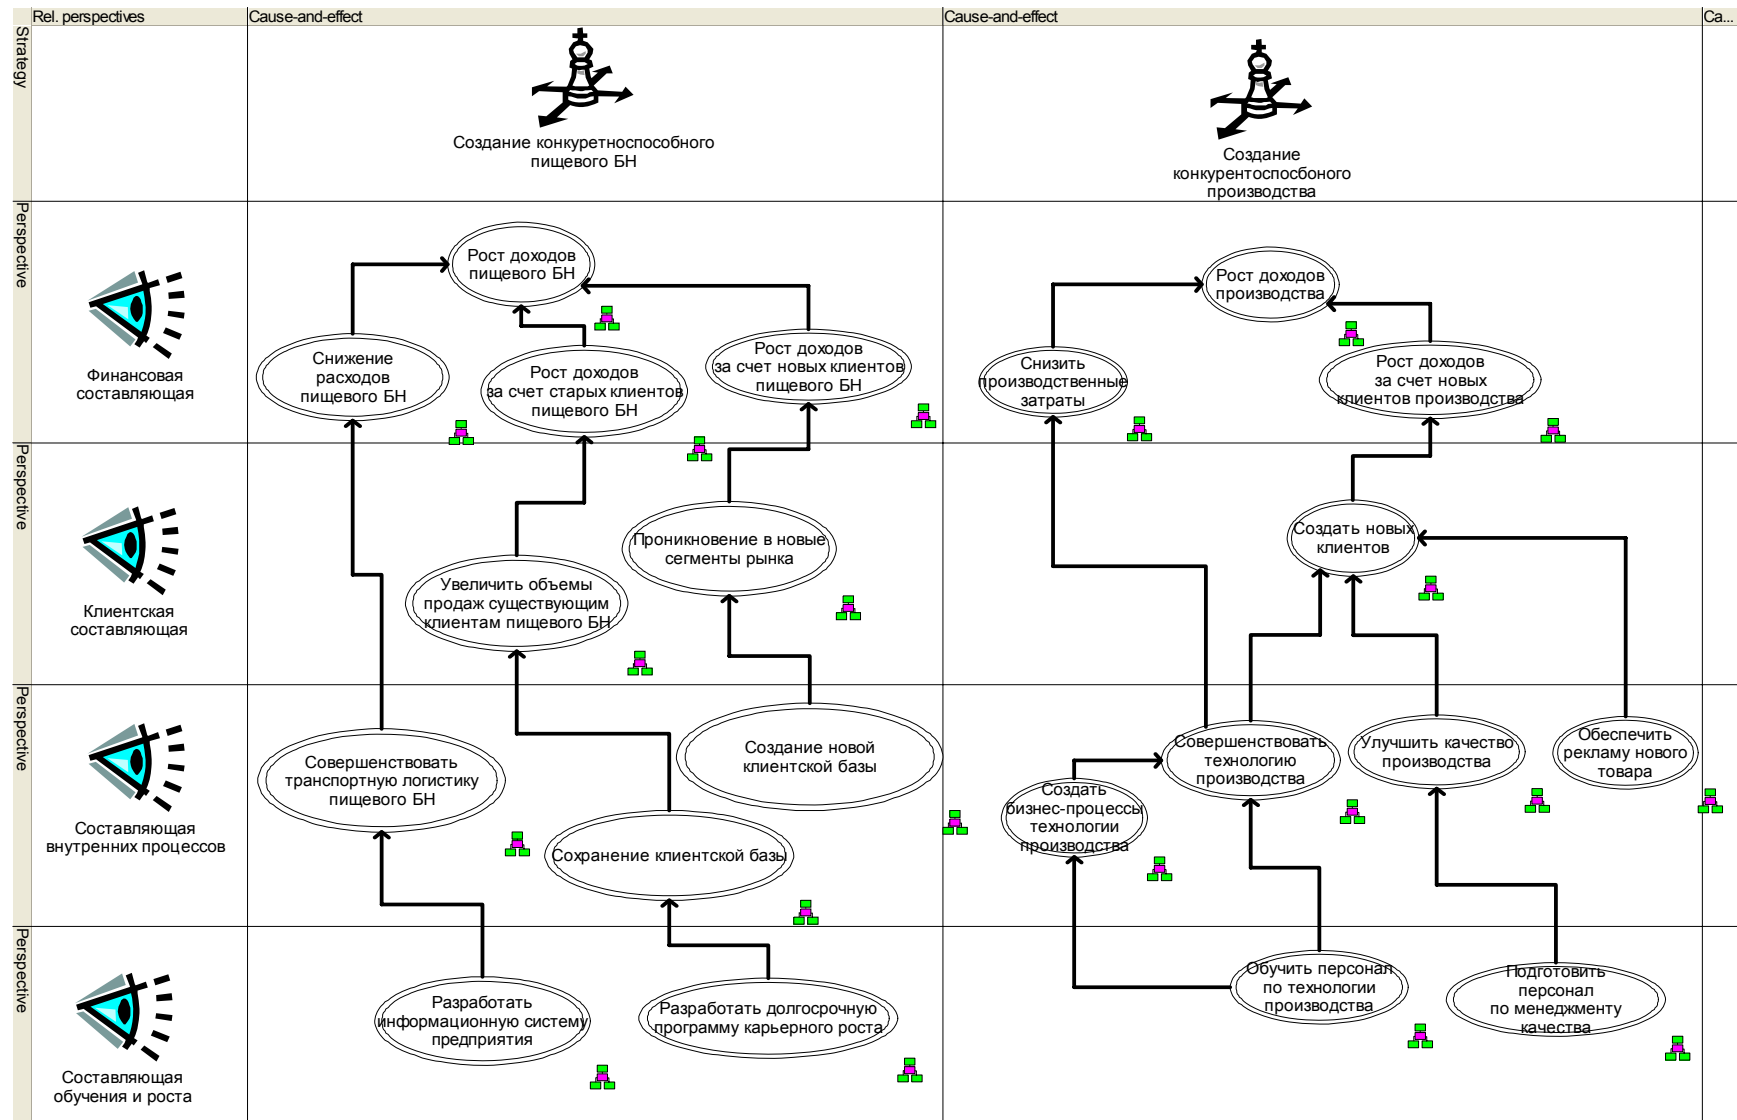 Rel. perspectives
Cause-and-effect
Cause-and-effect
Ca...
Strategy
Создание конкуретноспособного
пищевого БН
Создание
конкурентоспосбоного
производства
Perspective
Финансовая
составляющая
Рост доходов
пищевого БН
Снижение
расходов
пищевого БН
Рост доходов
за счет старых клиентов
пищевого БН
Рост доходов
за счет новых клиентов
пищевого БН
Рост доходов
производства
Снизить
производственные
затраты
Рост доходов
за счет новых
клиентов производства
Perspective
Клиентская
составляющая
Увеличить объемы
продаж существующим
клиентам пищевого БН
Проникновение в новые
сегменты рынка
Создать новых
клиентов
Perspective
Составляющая
внутренних процессов
Совершенствовать
транспортную логистику
пищевого БН
Сохранение клиентской базы
Создание новой
клиентской базы
Создать
бизнес-процессы
технологии
производства
Совершенствовать
технологию
производства
Улучшить качество
производства
Обеспечить
рекламу нового
товара
Perspective
Составляющая
обучения и роста
Разработать
информационную систему
предприятия
Разработать долгосрочную
программу карьерного роста
Обучить персонал
по технологии
производства
Подготовить
персонал
по менеджменту
качества